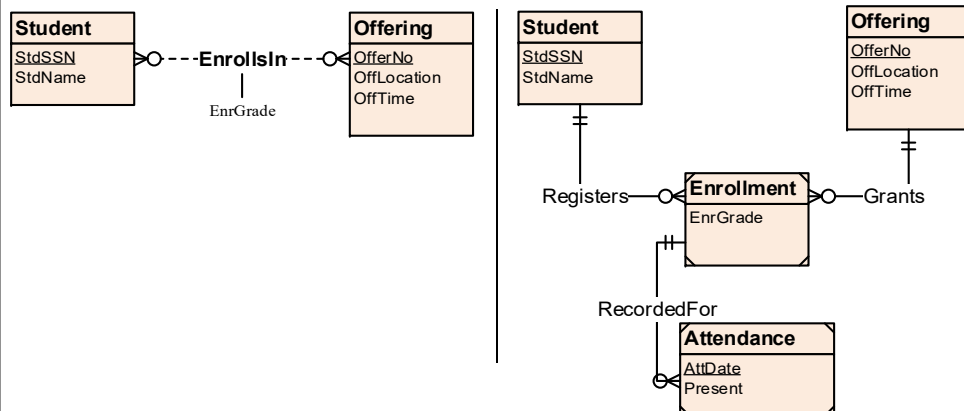 Student
StdSSN
StdName
EnrollsIn
EnrGrade
Offering
OfferNo
OffLocation
OffTime
Student
StdSSN
StdName
Offering
OfferNo
OffLocation
OffTime
Registers
Enrollment
EnrGrade
Grants
RecordedFor
Attendance
AttDate
Present